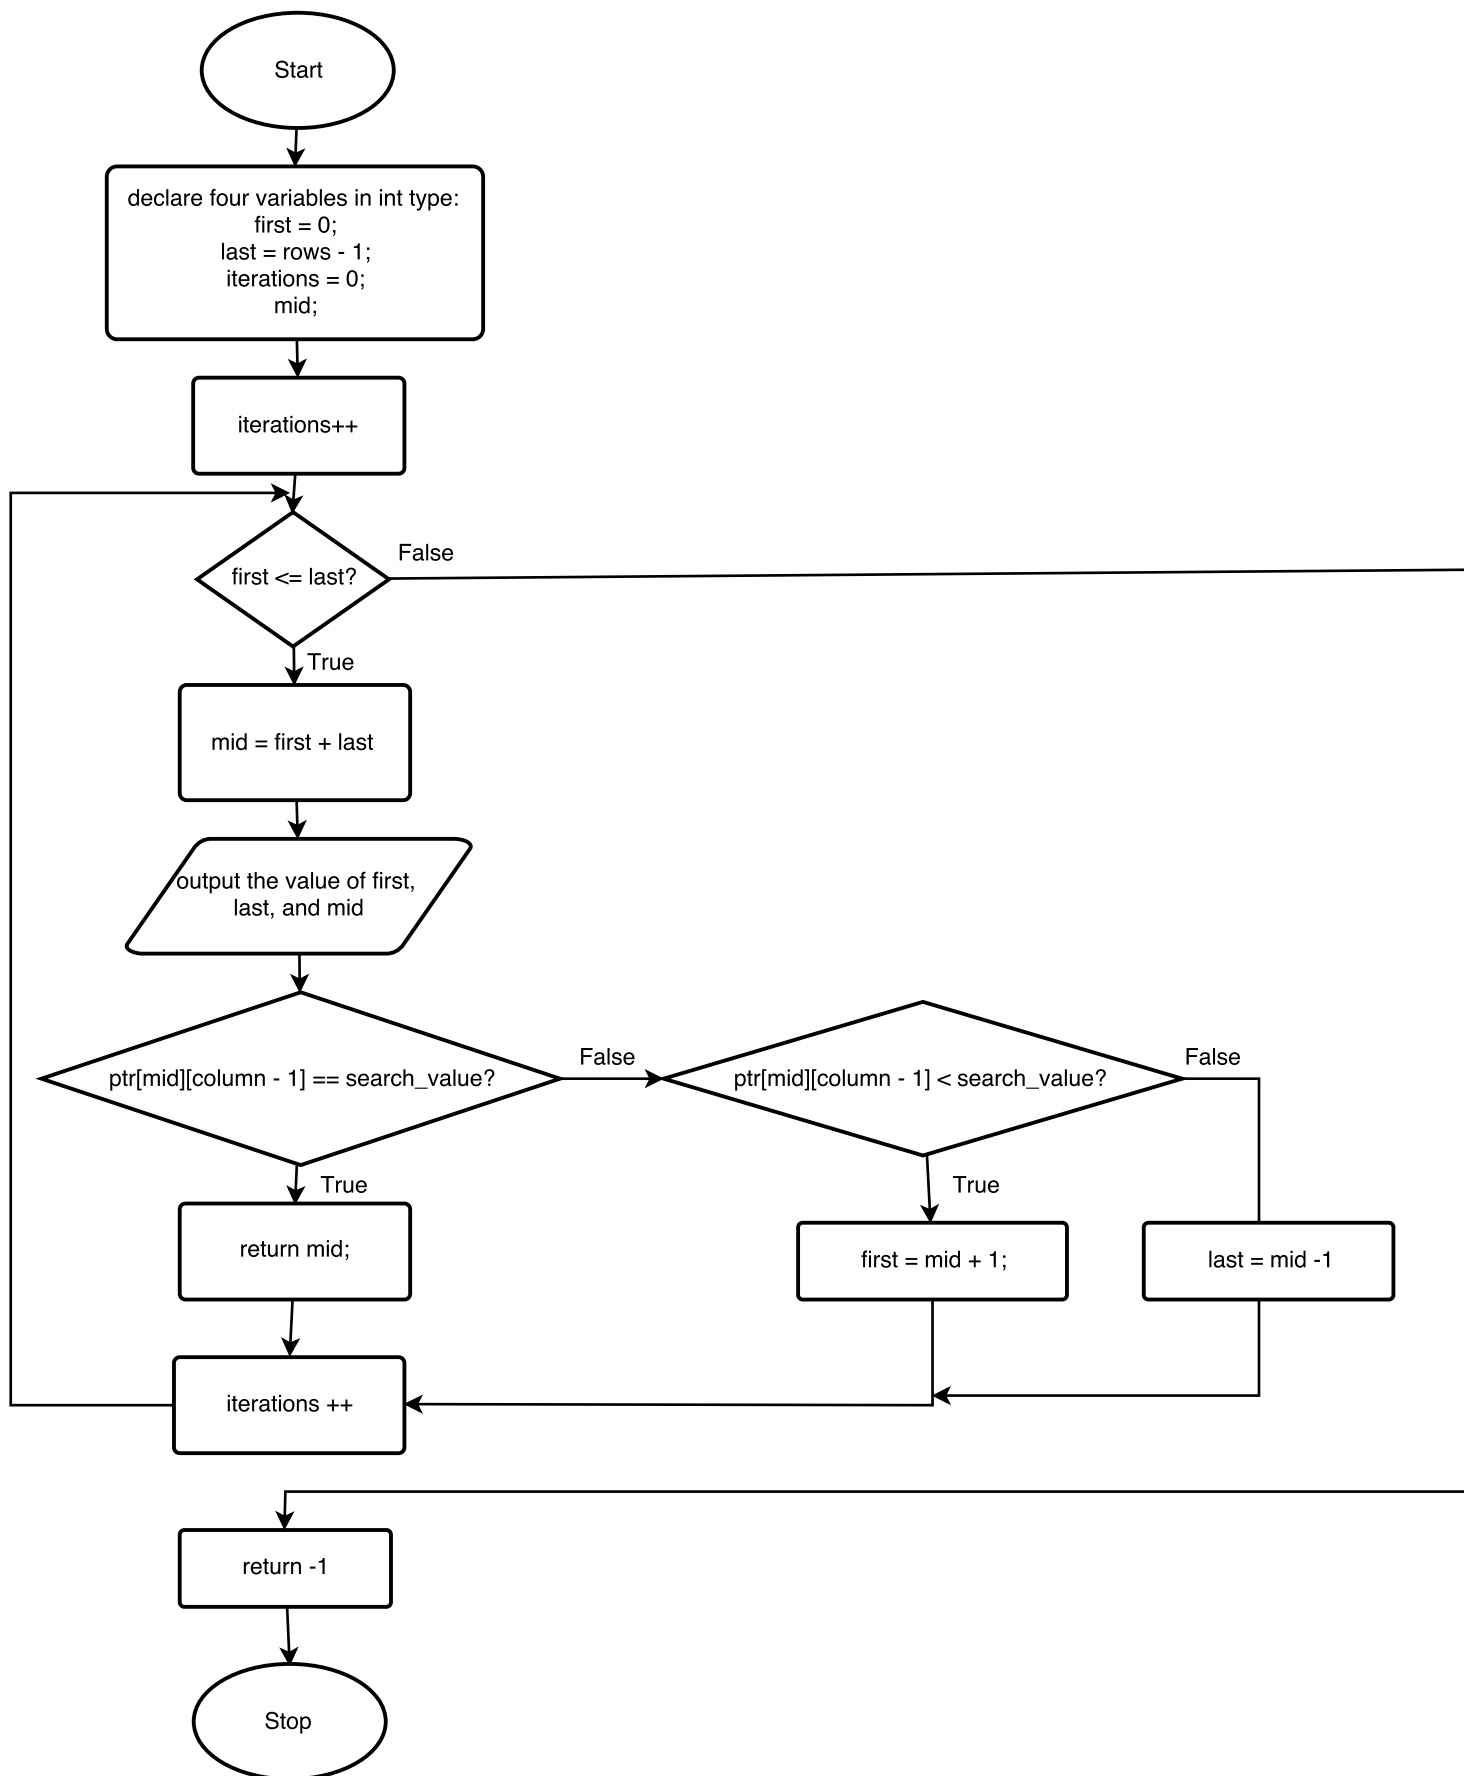 Start
declare four variables in int type:
first = 0;
last = rows - 1;
iterations = 0;
mid;
iterations++
first <= last?
False
True
mid = first + last
output the value of first,
last, and mid
ptr[mid][column - 1] == search_value?
False
ptr[mid][column - 1] < search_value?
False
True
True
return mid;
first = mid + 1;
last = mid -1
iterations ++
return -1
Stop